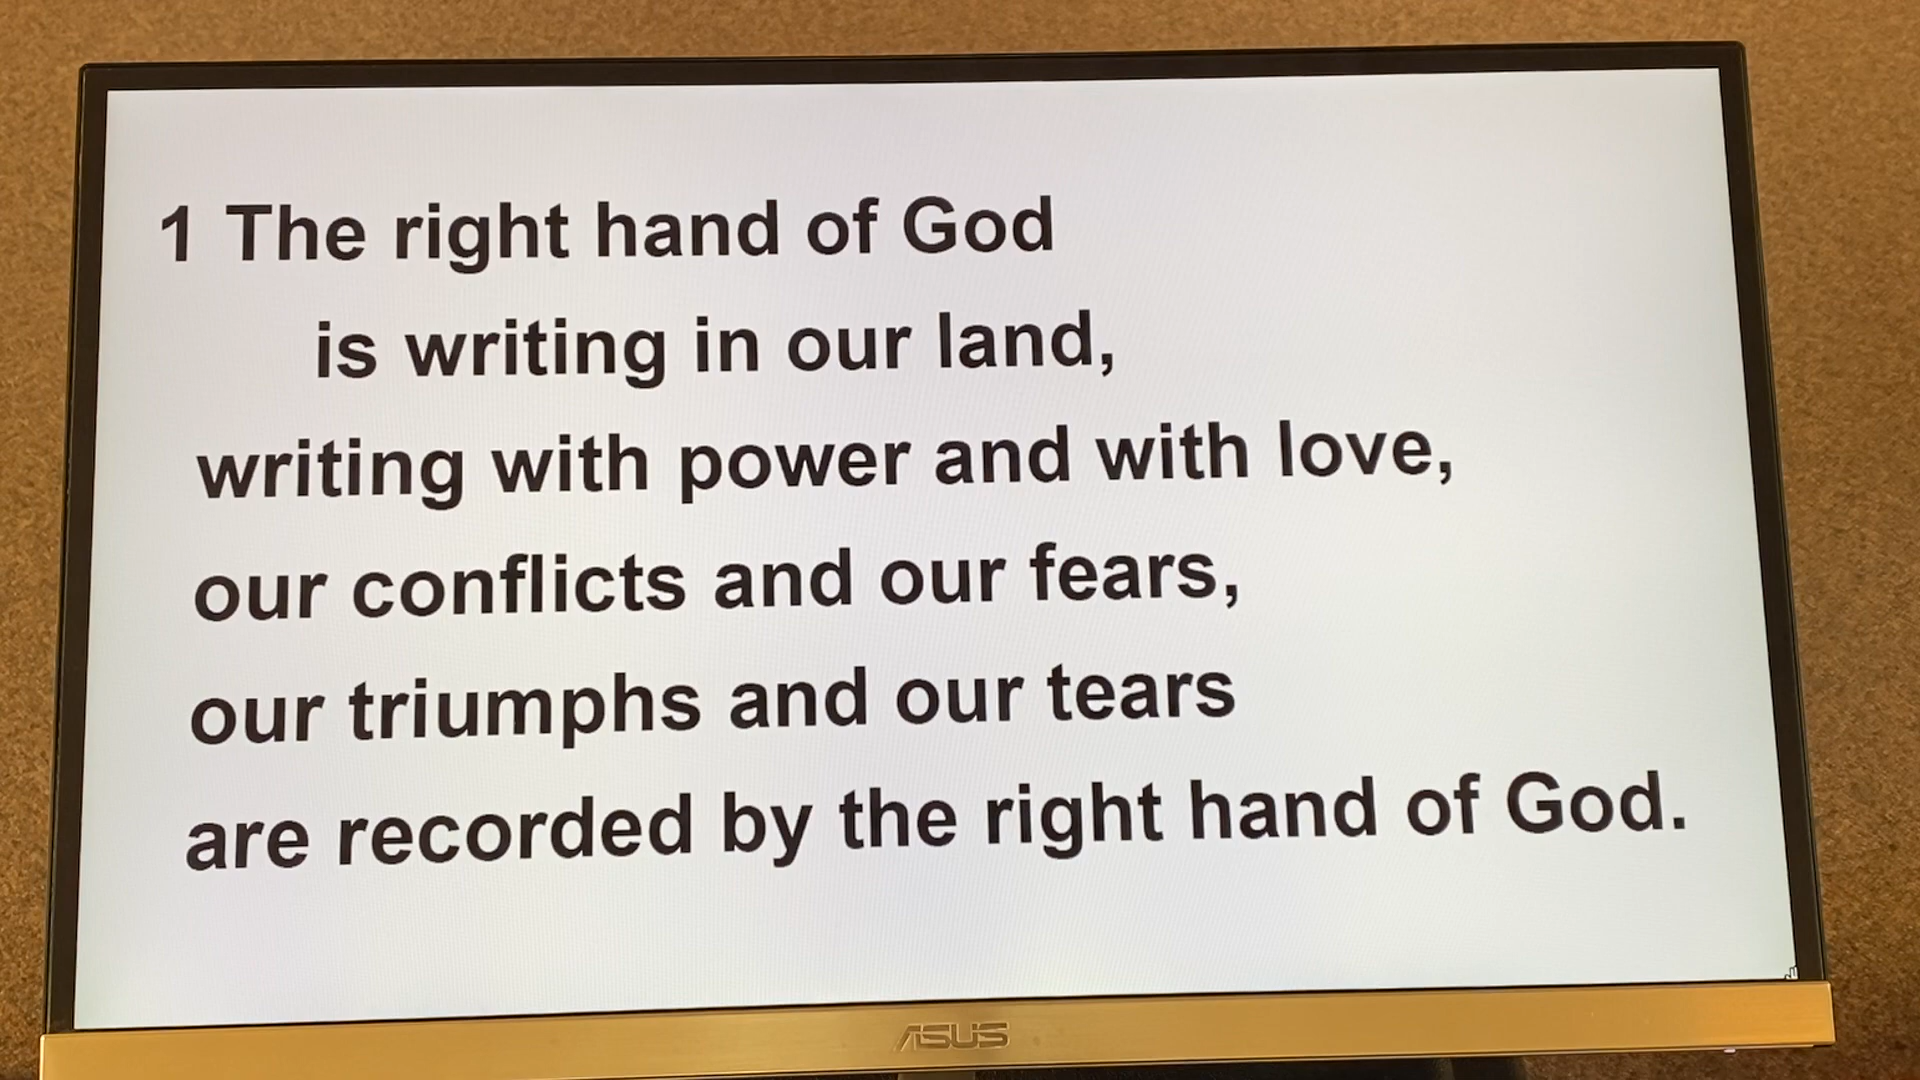 1 The right hand of God
is writing in our land,
writing with power and with love,
our conflicts and our fears,
our triumphs and our tears
are recorded by the right hand of God.
ASUS